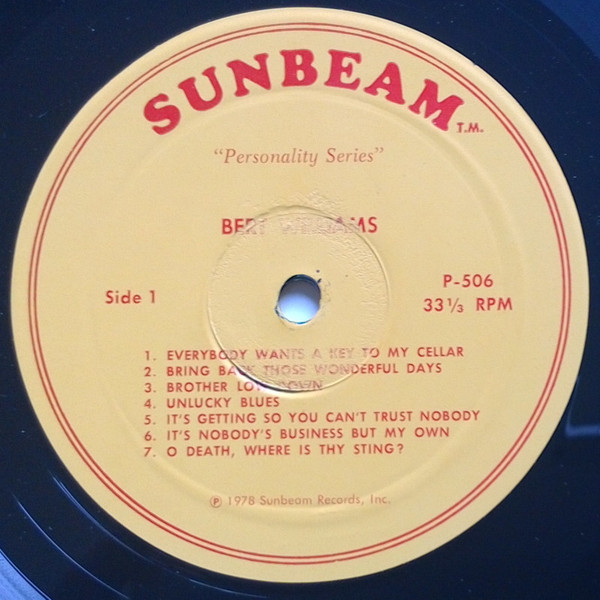 SUNBEAM T.M.
"Personality Series"
BERT WILLIAMS
Side 1
P-506
33 1/3 RPM
1. EVERYBODY WANTS A KEY TO MY CELLAR
2. BRING BACK THOSE WONDERFUL DAYS
3. BROTHER LOW DOWN
4. UNLUCKY BLUES
5. IT'S GETTING SO YOU CAN'T TRUST NOBODY
6. IT'S NOBODY'S BUSINESS BUT MY OWN
7. O DEATH, WHERE IS THY STING?
℗ 1978 Sunbeam Records, Inc.